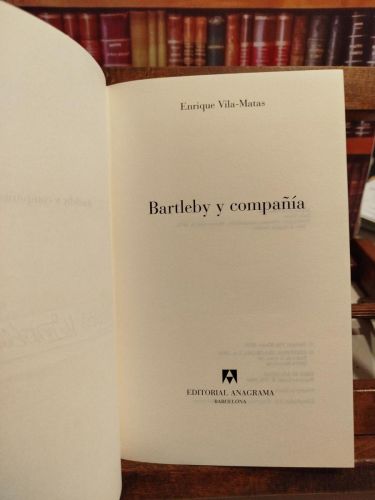 Enrique Vila-Matas
Bartleby y compañía
EDITORIAL ANAGRAMA
BARCELONA